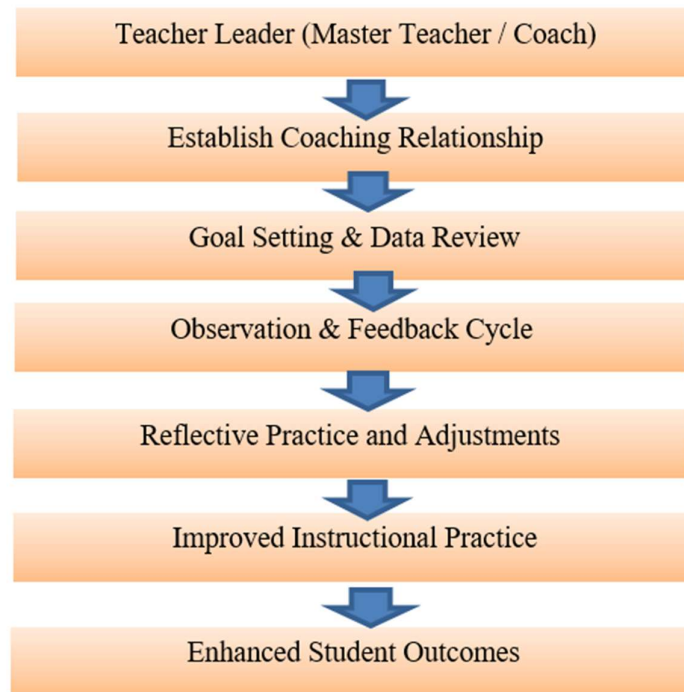 Teacher Leader (Master Teacher / Coach)
Establish Coaching Relationship
Goal Setting & Data Review
Observation & Feedback Cycle
Reflective Practice and Adjustments
Improved Instructional Practice
Enhanced Student Outcomes